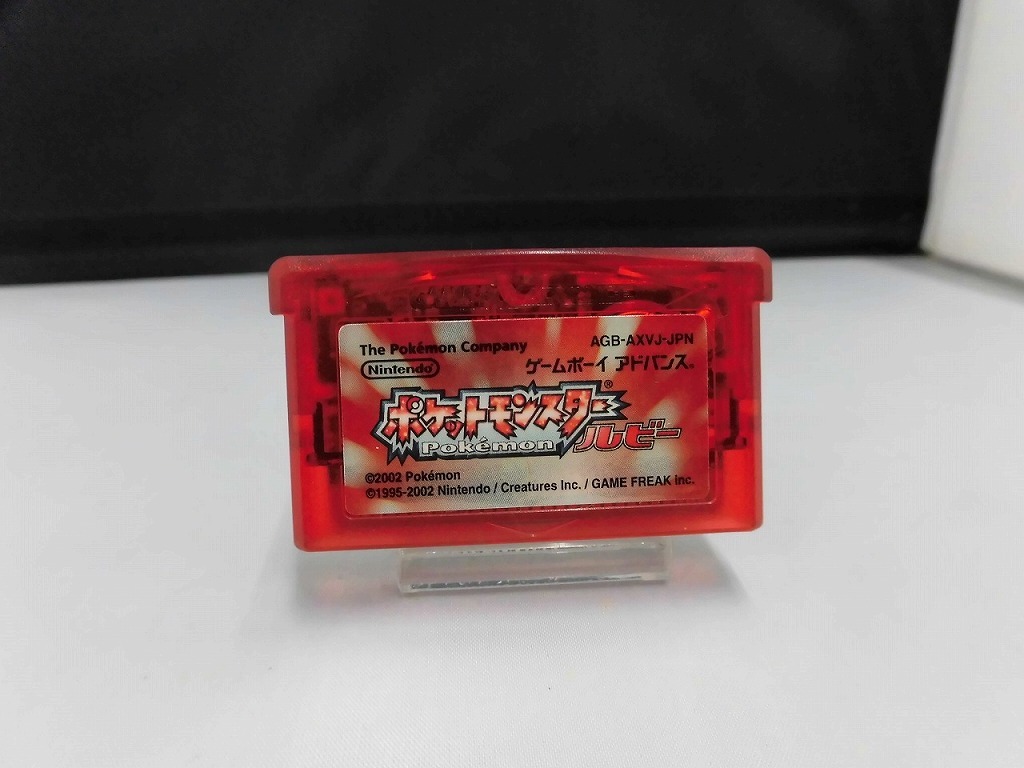 The Pokémon Company
AGB-AXVJ-JPN
Nintendo
ゲームボーイ アドバンス®
ポケットモンスター®
Pokémon
ルビー
©2002 Pokémon
©1995-2002 Nintendo / Creatures Inc. / GAME FREAK inc.